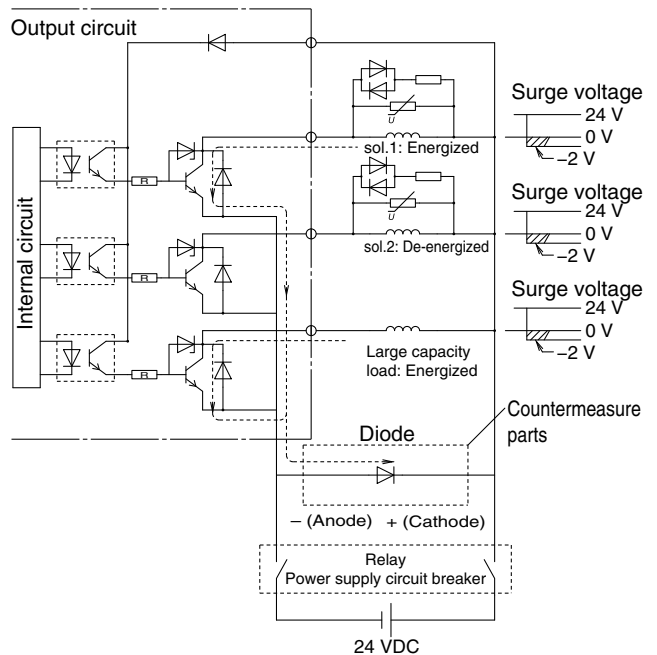 Output circuit
Surge voltage
24 V
0 V
−2 V
U
sol.1: Energized
R
Surge voltage
24 V
0 V
−2 V
U
sol.2: De-energized
Internal circuit
R
Surge voltage
24 V
0 V
−2 V
Large capacity
load: Energized
R
Countermeasure
parts
Diode
− (Anode) + (Cathode)
Relay
Power supply circuit breaker
24 VDC